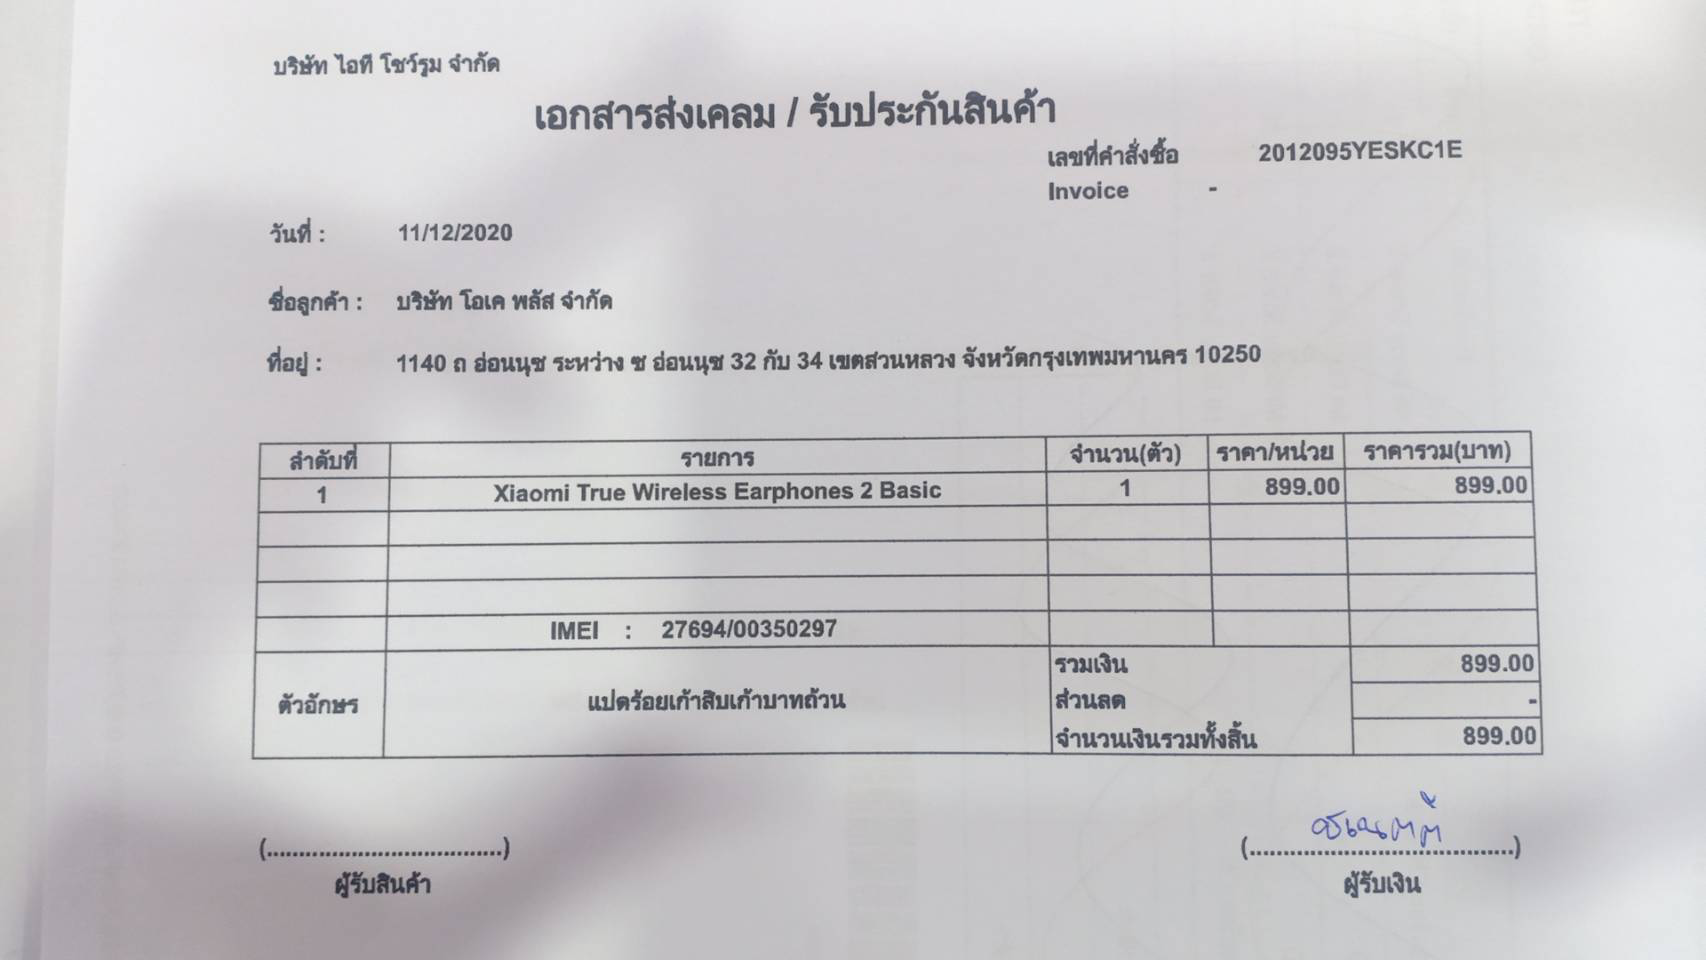 บริษัท ไอที โชว์รูม จำกัด
เอกสารส่งเคลม / รับประกันสินค้า
เลขที่คำสั่งซื้อ 2012095YESKC1E
Invoice -
วันที่ : 11/12/2020
ชื่อลูกค้า : บริษัท โอเค พลัส จำกัด
ที่อยู่ : 1140 ถ อ่อนนุช ระหว่าง ซ อ่อนนุช 32 กับ 34 เขตสวนหลวง จังหวัดกรุงเทพมหานคร 10250
ลำดับที่ รายการ จำนวน(ตัว) ราคา/หน่วย ราคารวม(บาท)
1 Xiaomi True Wireless Earphones 2 Basic 1 899.00 899.00
IMEI : 27694/00350297
รวมเงิน 899.00
ตัวอักษร แปดร้อยเก้าสิบเก้าบาทถ้วน ส่วนลด -
จำนวนเงินรวมทั้งสิ้น 899.00
(....................................) (........................................)
ผู้รับสินค้า ผู้รับเงิน